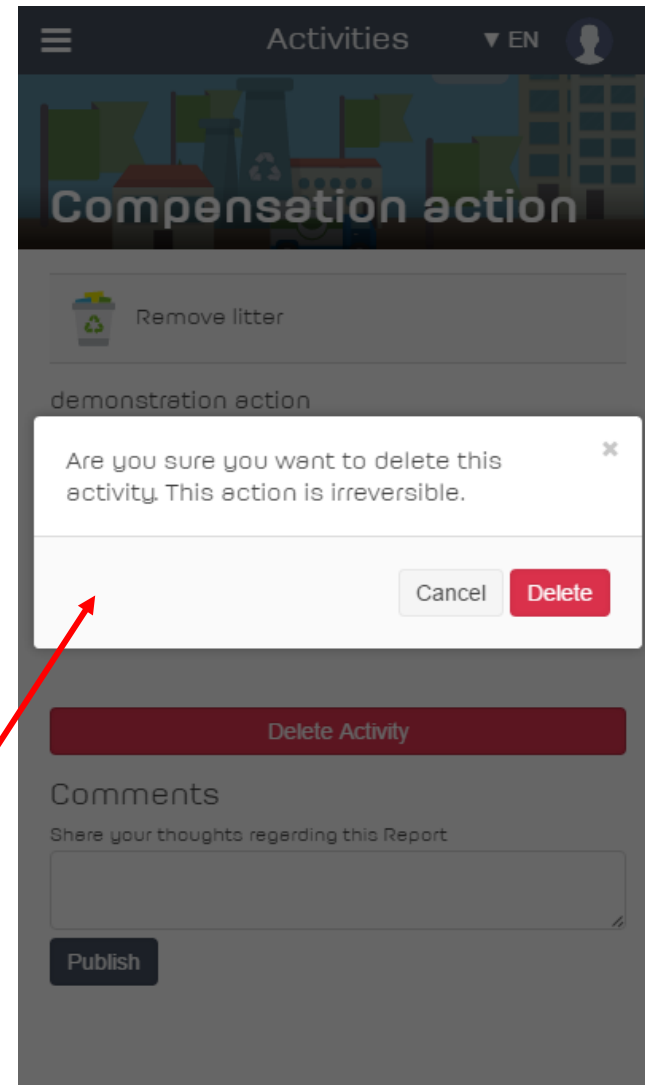 Activities ▼ EN
Compensation action
Remove litter
demonstration action
Are you sure you want to delete this
activity. This action is irreversible.
×
Cancel Delete
Delete Activity
Comments
Share your thoughts regarding this Report
Publish